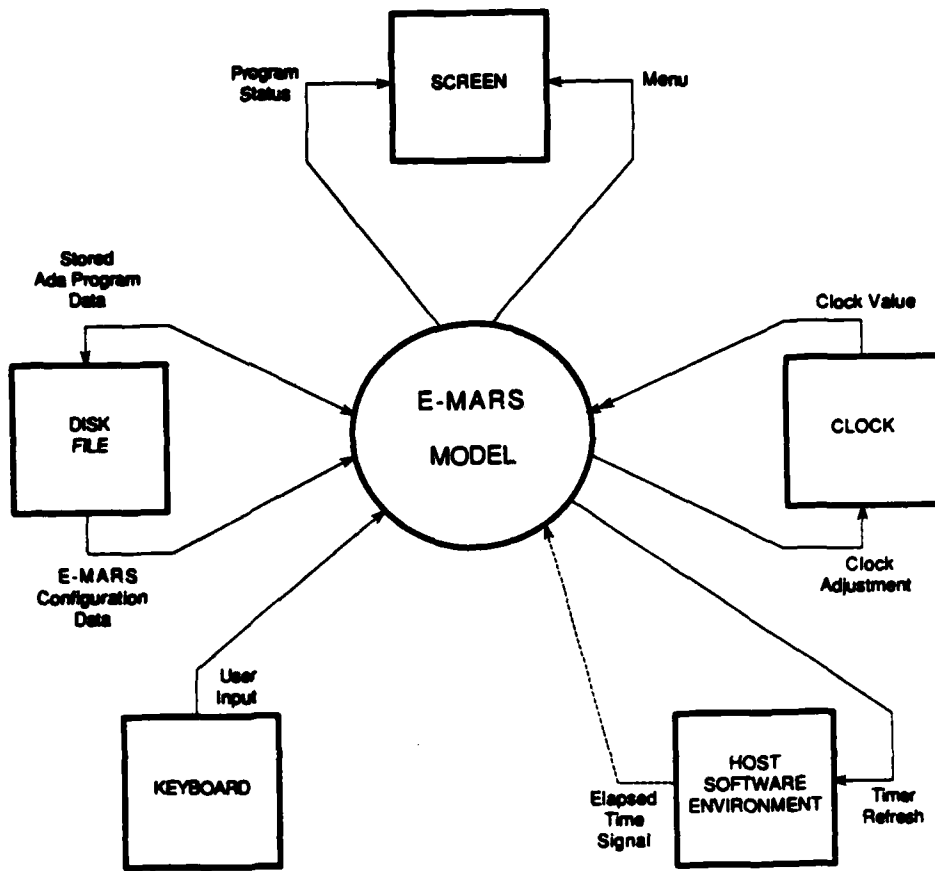 Program
Status
SCREEN
Menu
Stored
Ada Program
Data
Clock Value
DISK
FILE
E-MARS
MODEL
CLOCK
E-MARS
Configuration
Data
Clock
Adjustment
User
Input
KEYBOARD
HOST
SOFTWARE
ENVIRONMENT
Elapsed
Time
Signal
Timer
Refresh